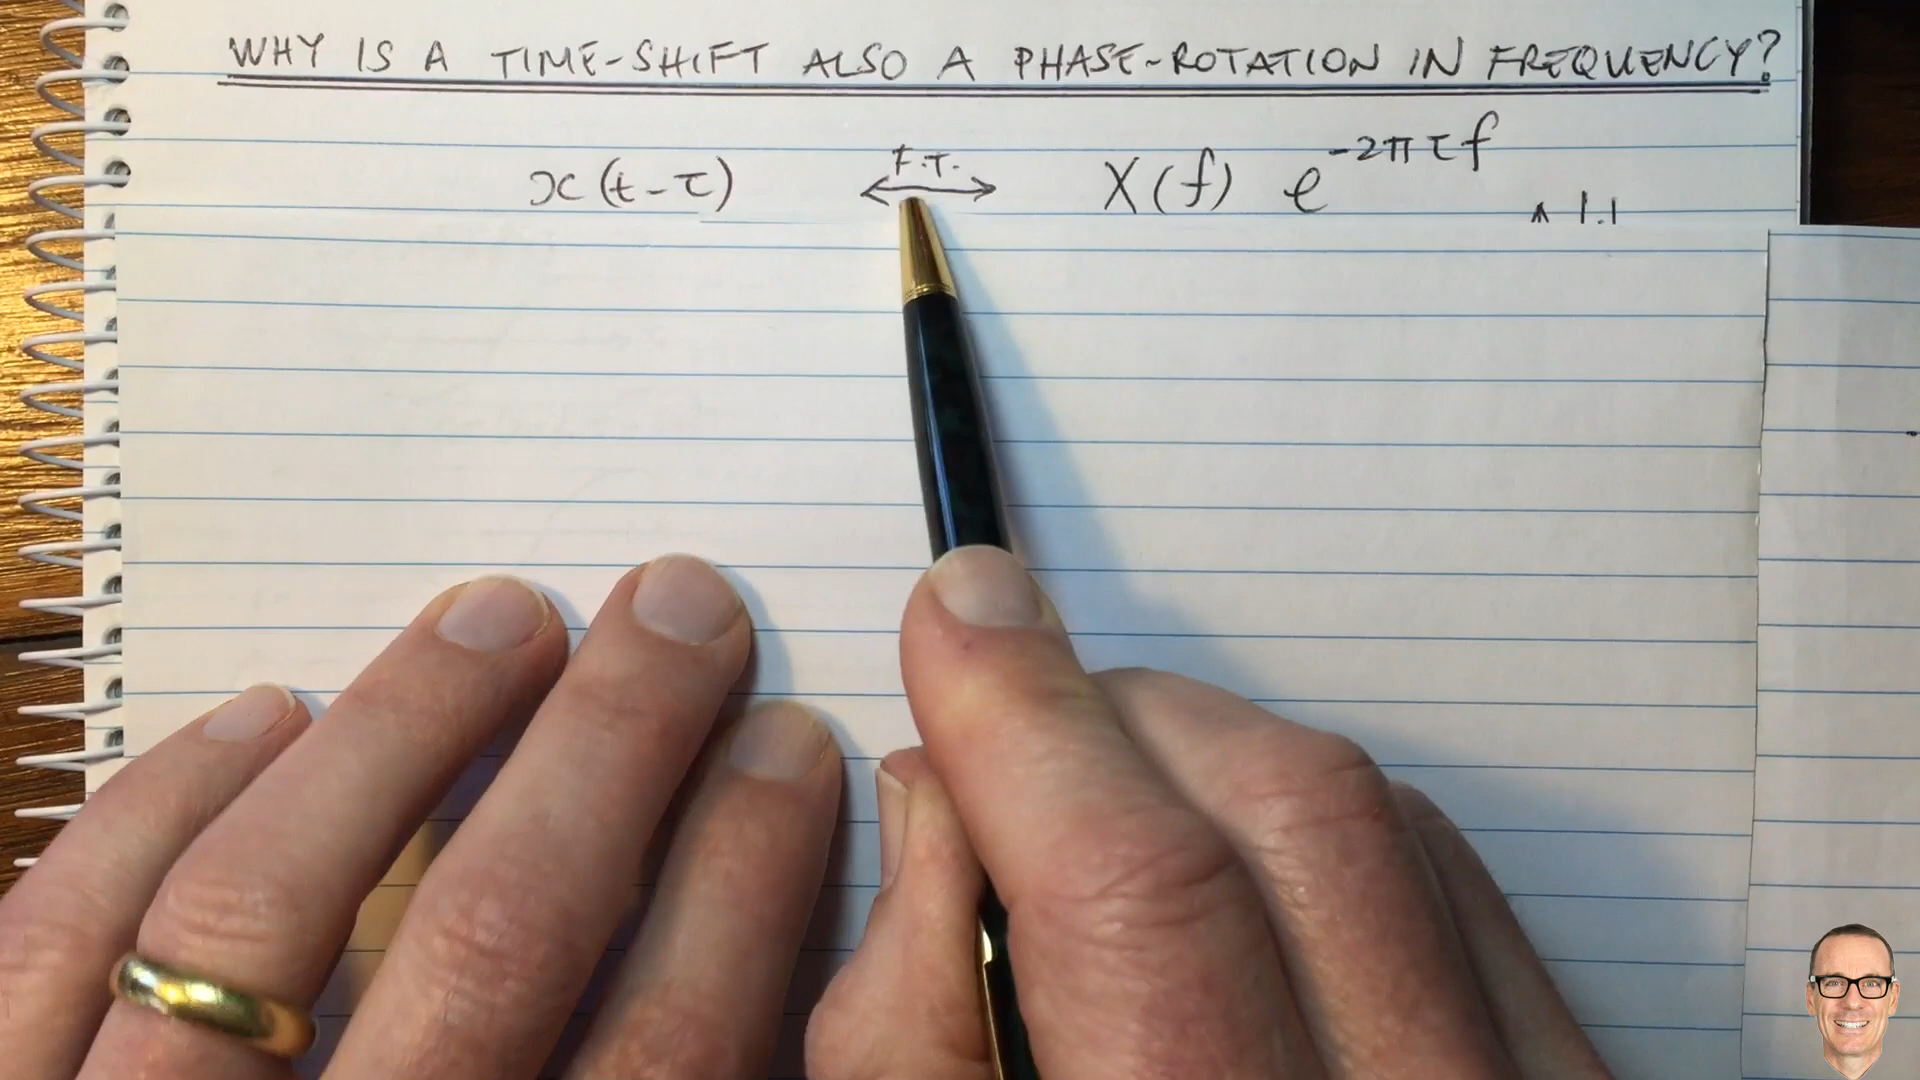 WHY IS A TIME-SHIFT ALSO A PHASE-ROTATION IN FREQUENCY?
x(t-τ) F.T. ↔ X(f) e^{-2πτf}